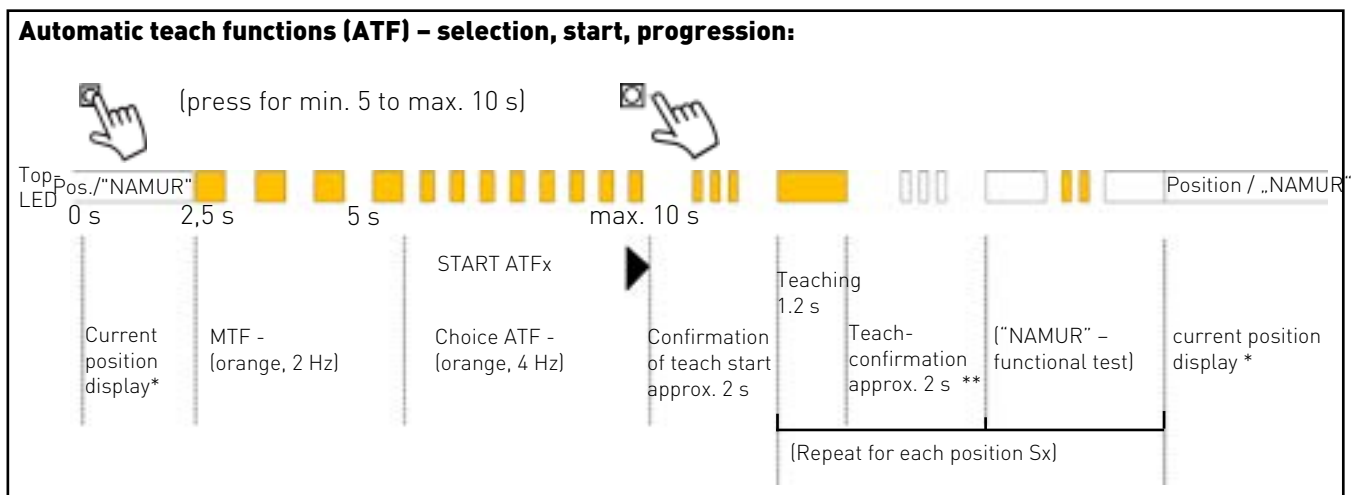 Automatic teach functions (ATF) – selection, start, progression:
(press for min. 5 to max. 10 s)
Top-
LED
Pos./"NAMUR"
Position / „NAMUR"
0 s
2,5 s
5 s
max. 10 s
START ATFx
Current
position
display*
MTF -
(orange, 2 Hz)
Choice ATF -
(orange, 4 Hz)
Confirmation
of teach start
approx. 2 s
Teaching
1.2 s
Teach-
confirmation
approx. 2 s **
("NAMUR" –
functional test)
current position
display *
(Repeat for each position Sx)